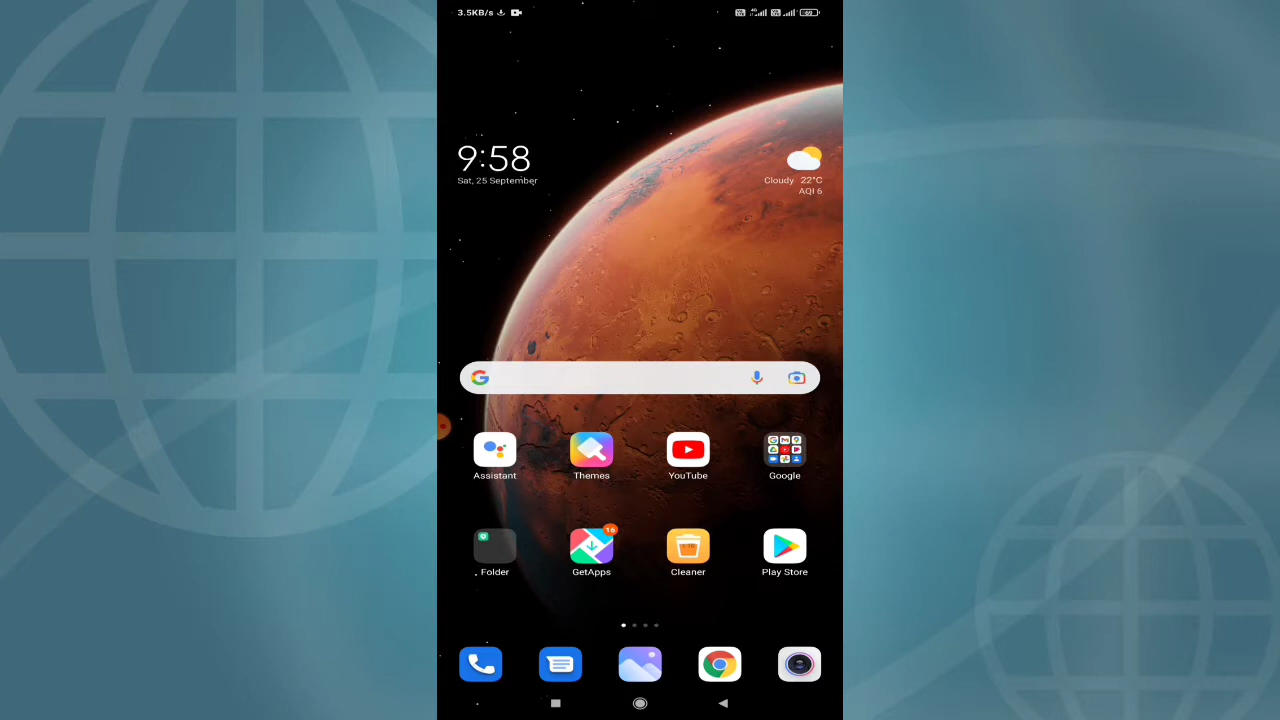 3.5KB/s
9:58
Sat, 25 September
Cloudy 22°C
AQI 6
Assistant
Themes
YouTube
Google
16
Folder
GetApps
Cleaner
Play Store